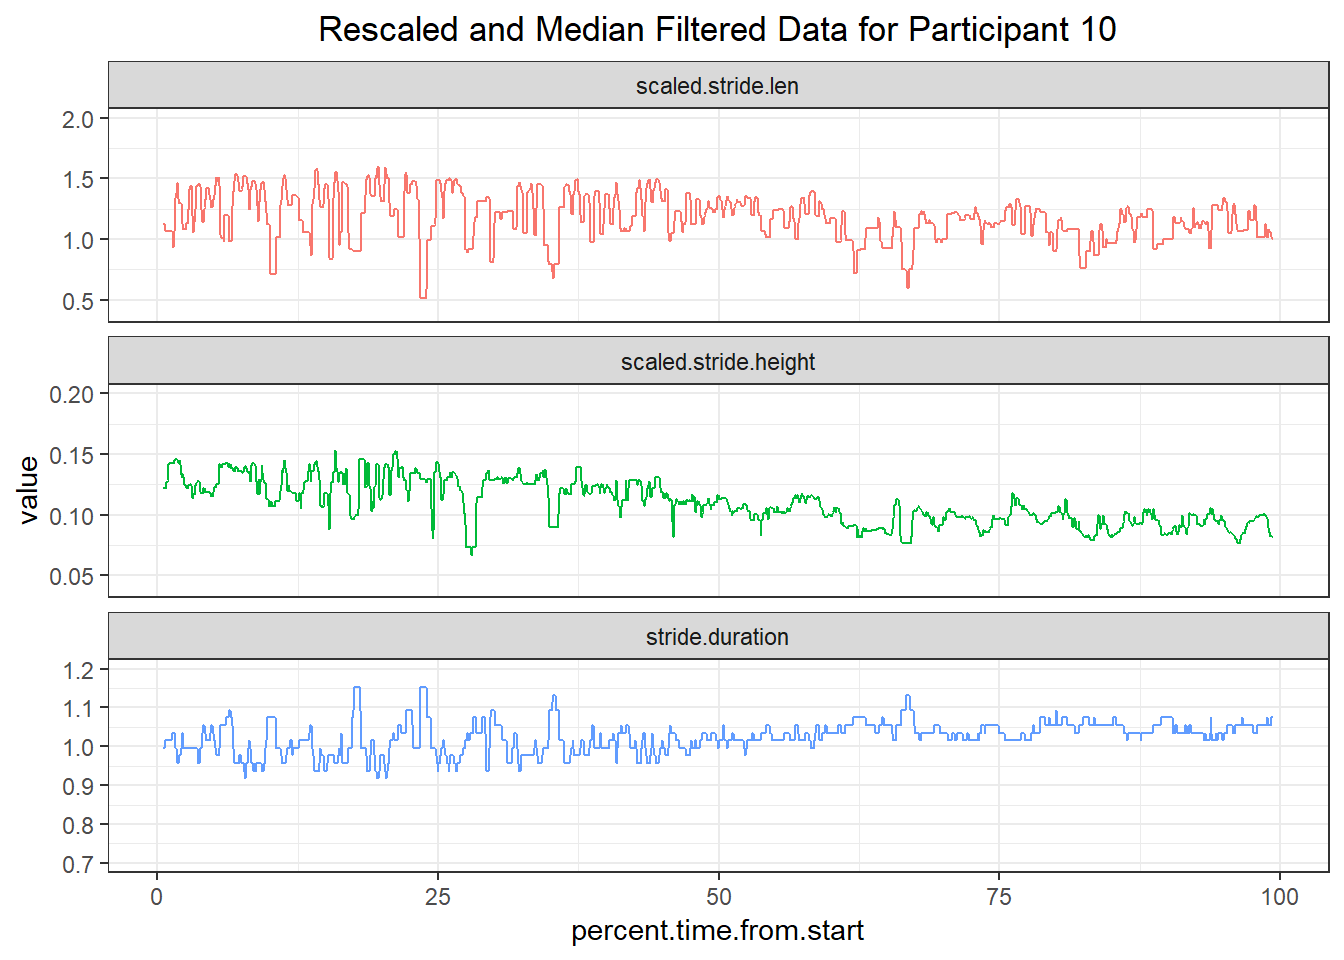 Rescaled and Median Filtered Data for Participant 10
scaled.stride.len
2.0
1.5
1.0
0.5
scaled.stride.height
0.20
0.15
0.10
0.05
value
stride.duration
1.2
1.1
1.0
0.9
0.8
0.7
0 25 50 75 100
percent.time.from.start